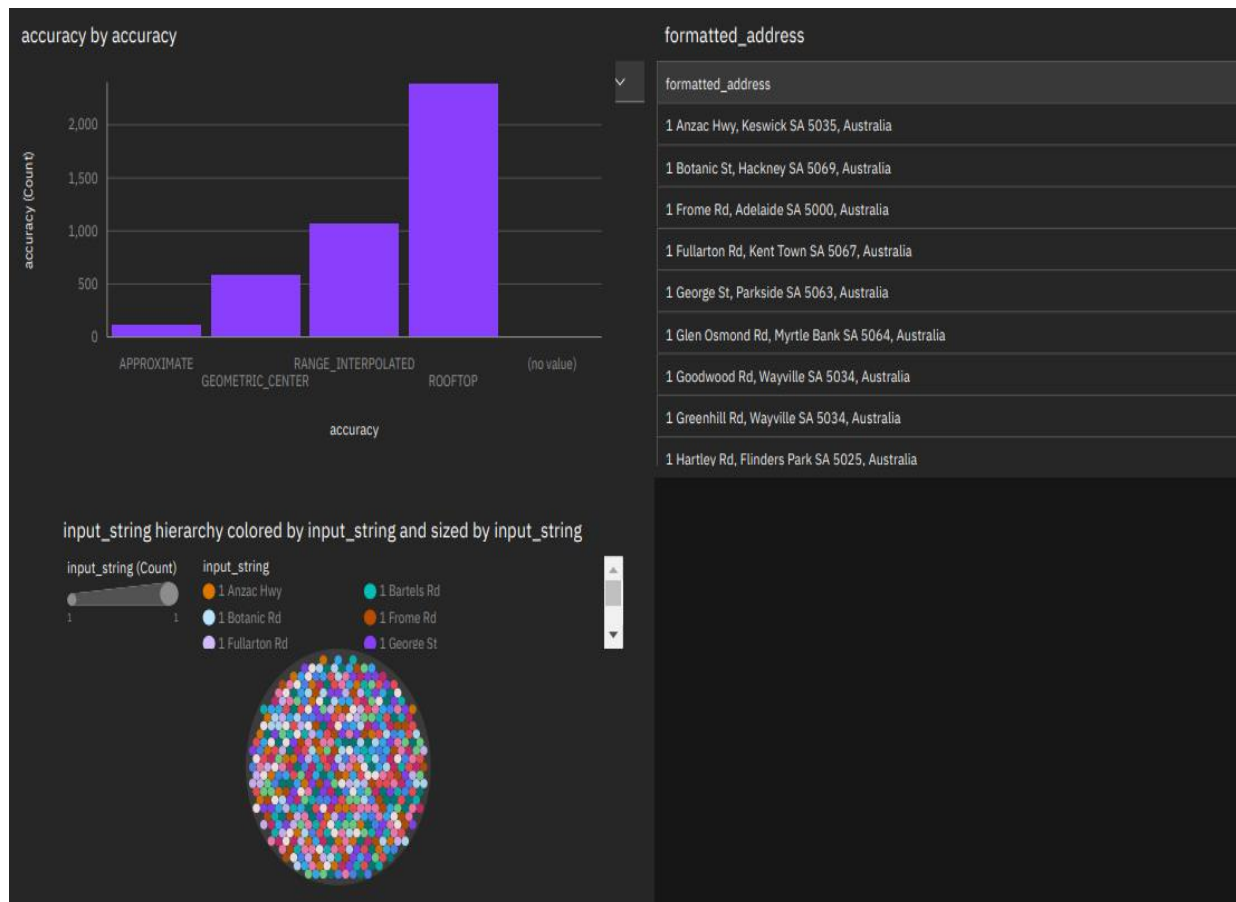 accuracy by accuracy
accuracy (Count)
2,000
1,500
1,000
500
0
APPROXIMATE
GEOMETRIC_CENTER
RANGE_INTERPOLATED
ROOFTOP
(no value)
accuracy
formatted_address
formatted_address
1 Anzac Hwy, Keswick SA 5035, Australia
1 Botanic St, Hackney SA 5069, Australia
1 Frome Rd, Adelaide SA 5000, Australia
1 Fullarton Rd, Kent Town SA 5067, Australia
1 George St, Parkside SA 5063, Australia
1 Glen Osmond Rd, Myrtle Bank SA 5064, Australia
1 Goodwood Rd, Wayville SA 5034, Australia
1 Greenhill Rd, Wayville SA 5034, Australia
1 Hartley Rd, Flinders Park SA 5025, Australia
input_string hierarchy colored by input_string and sized by input_string
input_string (Count)
1 1
input_string
1 Anzac Hwy 1 Bartels Rd
1 Botanic Rd 1 Frome Rd
1 Fullarton Rd 1 George St